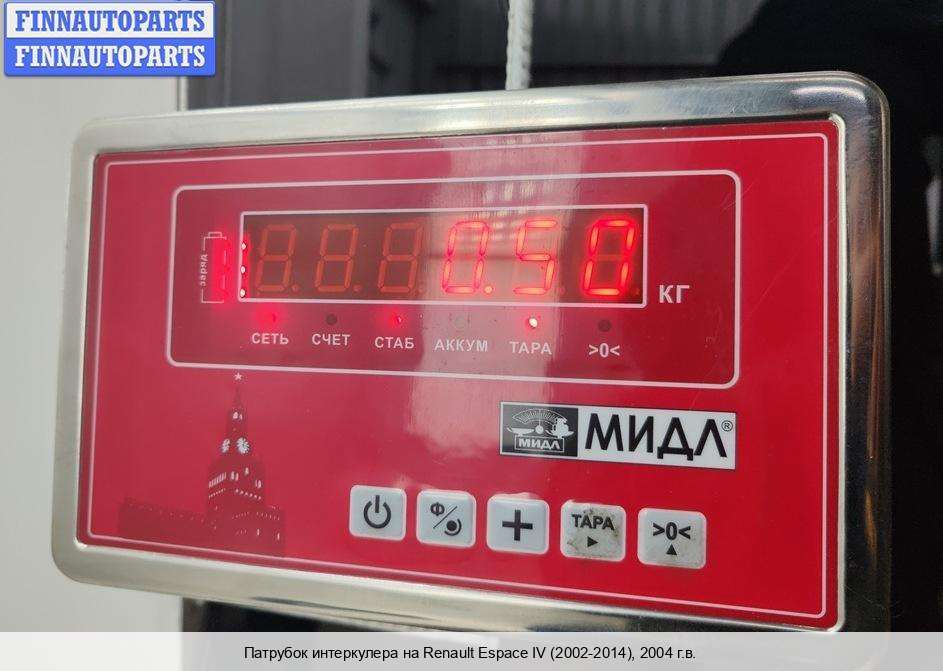 FINNAUTOPARTS
FINNAUTOPARTS
заряд
0.50
КГ
СЕТЬ СЧЕТ СТАБ АККУМ ТАРА >0<
МИДЛ МИДЛ®
Ф ТАРА >0<
Патрубок интеркулера на Renault Espace IV (2002-2014), 2004 г.в.